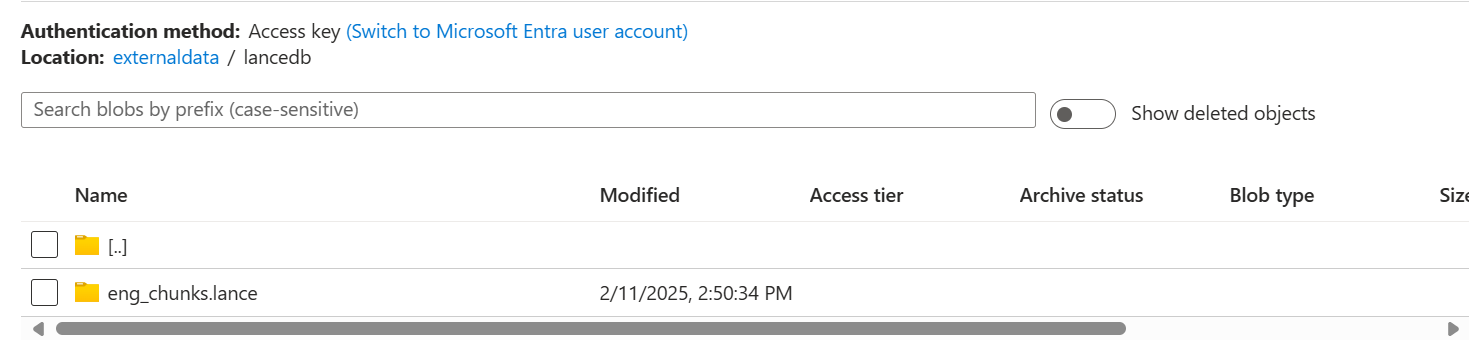 Authentication method: Access key (Switch to Microsoft Entra user account)
Location: externaldata / lancedb
Search blobs by prefix (case-sensitive)
Show deleted objects
Name Modified Access tier Archive status Blob type Size
[..]
eng_chunks.lance 2/11/2025, 2:50:34 PM